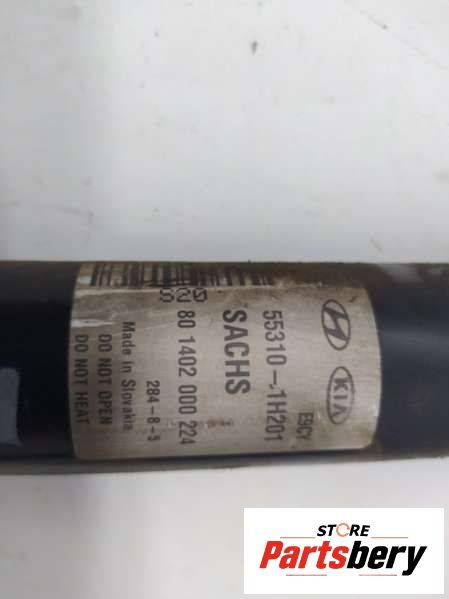 KIA
E9CY
55310-1H201
SACHS
80 1402 000 224
284-8-5
Made in Slovakia
DO NOT OPEN
DO NOT HEAT
STORE
Partsbery